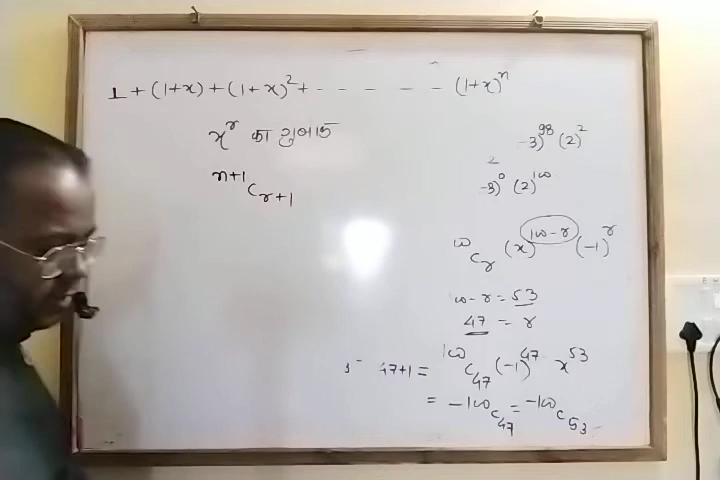 1 + (1+x) + (1+x)² + - - - - - - (1+x)ⁿ
xʳ का गुणांक
ⁿ⁺¹Cᵣ₊₁
-3)⁹⁸ (2)²
2
-3)⁰ (2)¹⁰⁰
¹⁰⁰Cᵣ (x)¹⁰⁰⁻ʳ (-1)ʳ
100 - r = 53
47 = r
47+1 = ¹⁰⁰C₄₇ (-1)⁴⁷ x⁵³
= -¹⁰⁰C₄₇ = -¹⁰⁰C₅₃